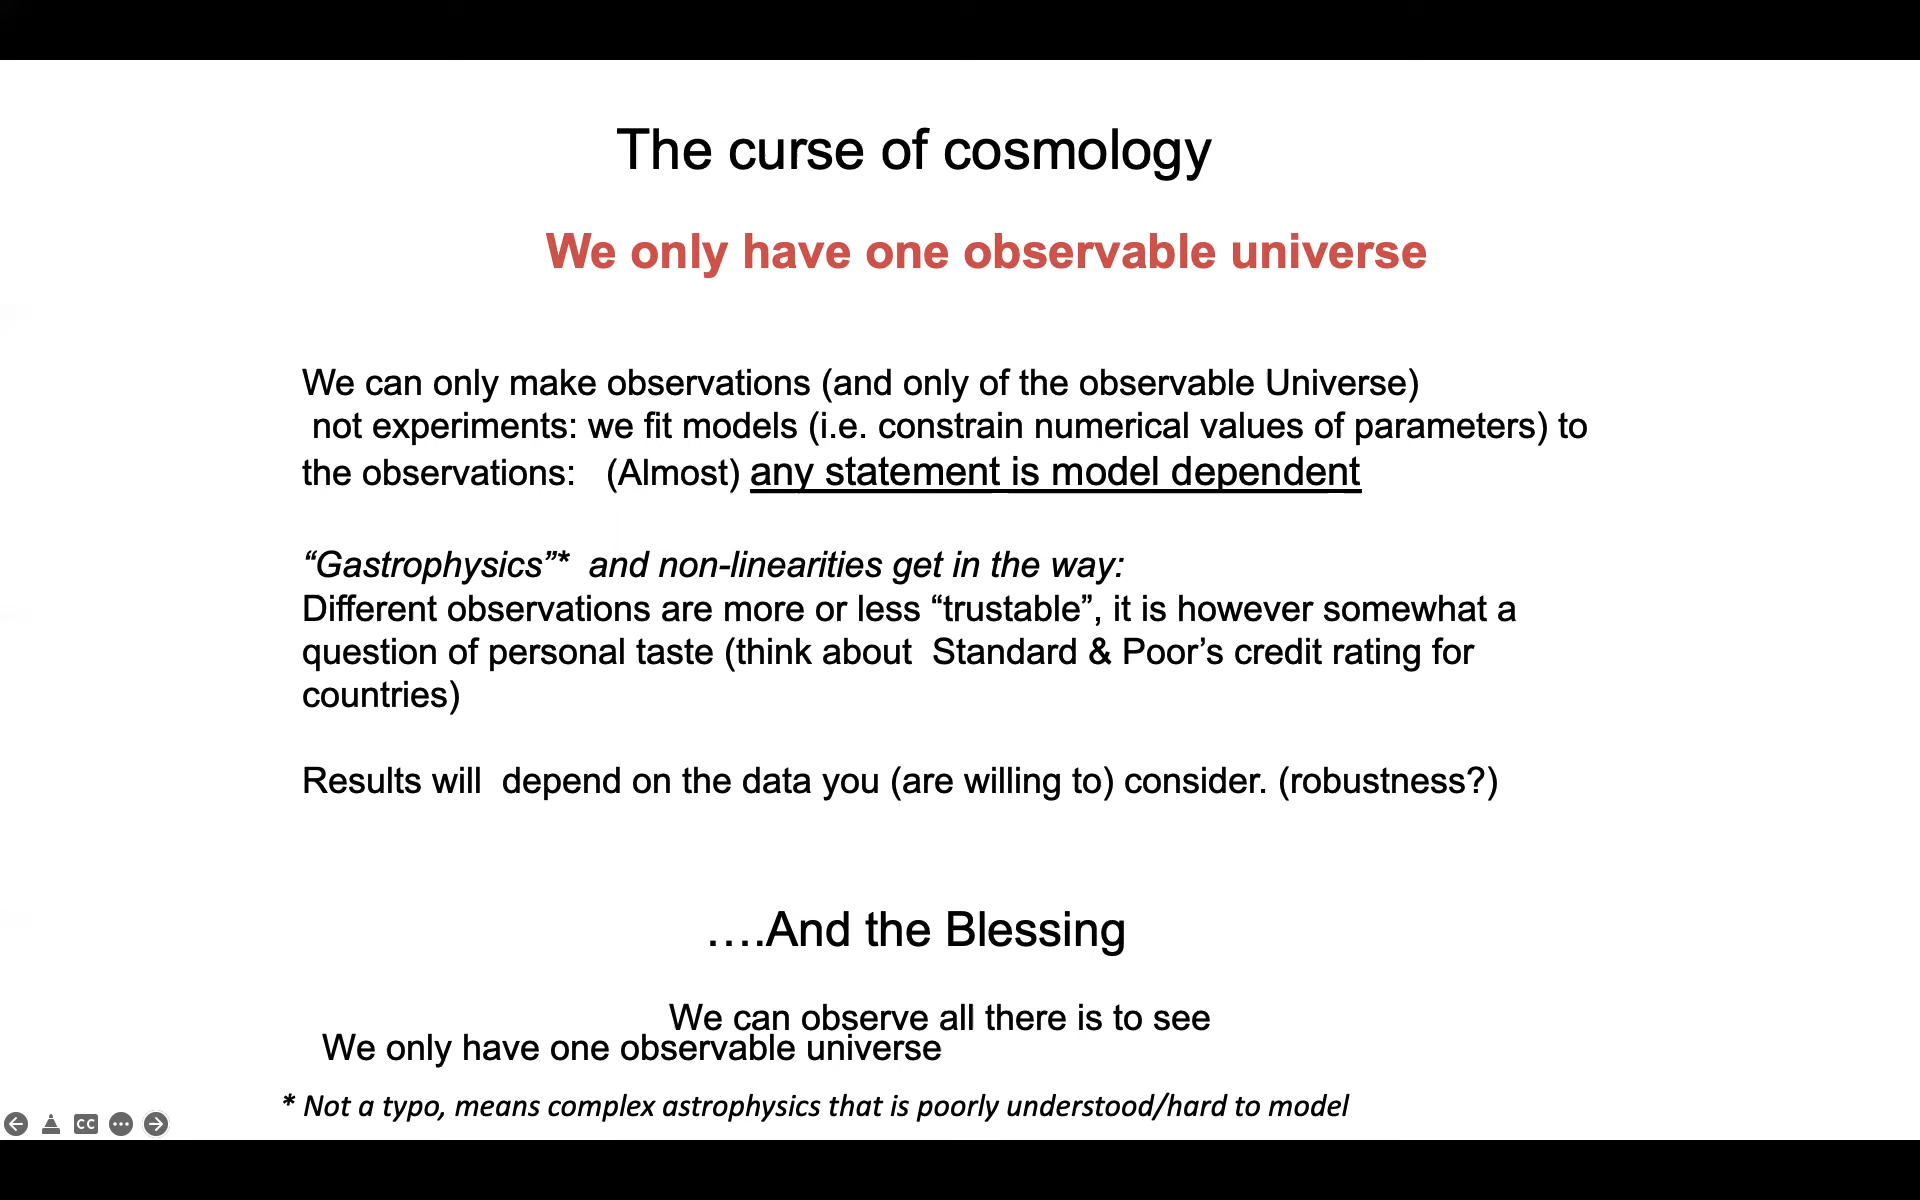 The curse of cosmology
We only have one observable universe
We can only make observations (and only of the observable Universe)
not experiments: we fit models (i.e. constrain numerical values of parameters) to
the observations: (Almost) any statement is model dependent
“Gastrophysics”* and non-linearities get in the way:
Different observations are more or less “trustable”, it is however somewhat a
question of personal taste (think about Standard & Poor’s credit rating for
countries)
Results will depend on the data you (are willing to) consider. (robustness?)
….And the Blessing
We can observe all there is to see
We only have one observable universe
* Not a typo, means complex astrophysics that is poorly understood/hard to model
CC